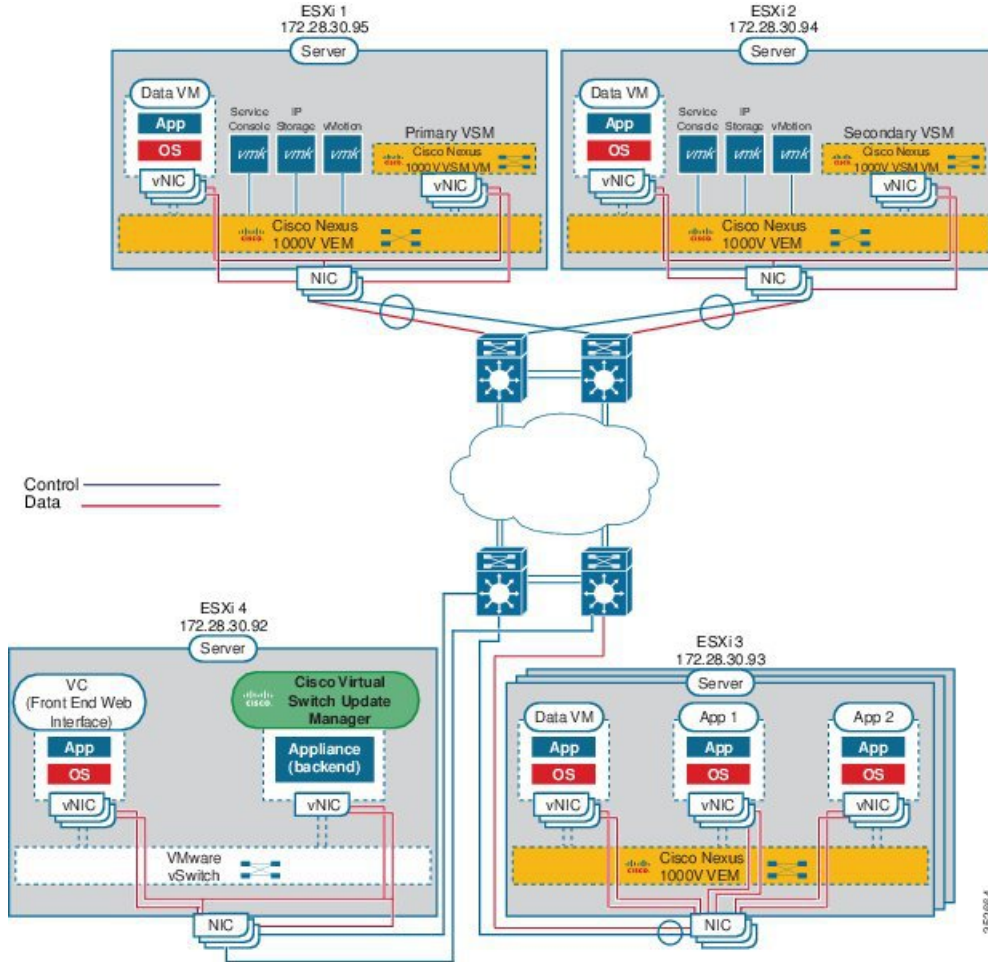 ESXi 1
172.28.30.95
Server
Data VM
App
OS
vNIC
Service
Console
vmk
IP
Storage
vmk
vMotion
vmk
Primary VSM
CISCO
Cisco Nexus
1000V VSM VM
vNIC
CISCO
Cisco Nexus
1000V VEM
NIC
ESXi 2
172.28.30.94
Server
Data VM
App
OS
vNIC
Service
Console
vmk
IP
Storage
vmk
vMotion
vmk
Secondary VSM
CISCO
Cisco Nexus
1000V VSM VM
vNIC
CISCO
Cisco Nexus
1000V VEM
NIC
Control
Data
ESXi 4
172.28.30.92
Server
VC
(Front End Web
Interface)
App
OS
vNIC
CISCO
Cisco Virtual
Switch Update
Manager
Appliance
(backend)
vNIC
VMware
vSwitch
NIC
ESXi 3
172.28.30.93
Server
Data VM
App
OS
vNIC
App 1
App
OS
vNIC
App 2
App
OS
vNIC
CISCO
Cisco Nexus
1000V VEM
NIC